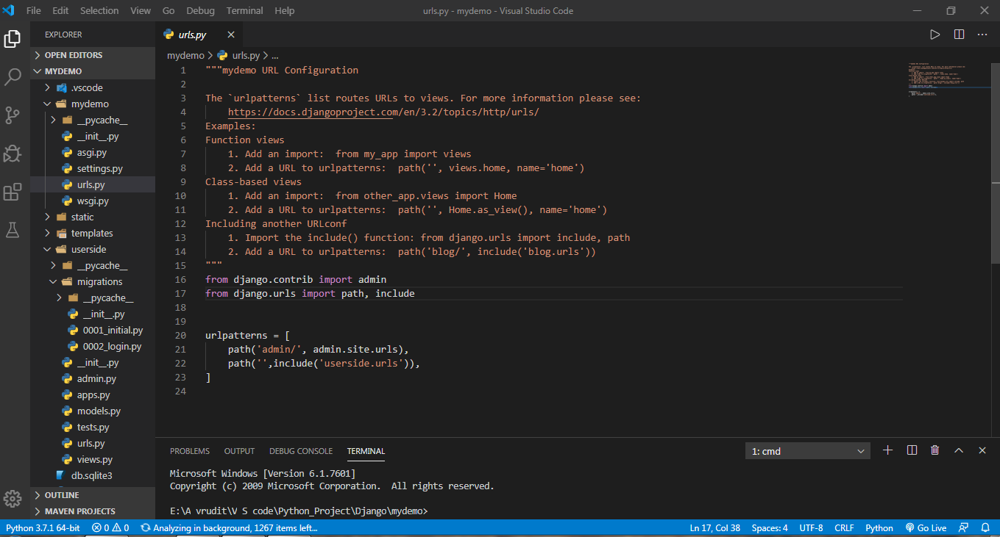 File Edit Selection View Go Debug Terminal Help urls.py - mydemo - Visual Studio Code
EXPLORER
OPEN EDITORS
MYDEMO
.vscode
mydemo
__pycache__
__init__.py
asgi.py
settings.py
urls.py
wsgi.py
static
templates
userside
__pycache__
migrations
__pycache__
__init__.py
0001_initial.py
0002_login.py
__init__.py
admin.py
apps.py
models.py
tests.py
urls.py
views.py
db.sqlite3
OUTLINE
MAVEN PROJECTS
urls.py
mydemo > urls.py > ...
1 """mydemo URL Configuration
2
3 The `urlpatterns` list routes URLs to views. For more information please see:
4     https://docs.djangoproject.com/en/3.2/topics/http/urls/
5 Examples:
6 Function views
7     1. Add an import:  from my_app import views
8     2. Add a URL to urlpatterns:  path('', views.home, name='home')
9 Class-based views
10     1. Add an import:  from other_app.views import Home
11     2. Add a URL to urlpatterns:  path('', Home.as_view(), name='home')
12 Including another URLconf
13     1. Import the include() function: from django.urls import include, path
14     2. Add a URL to urlpatterns:  path('blog/', include('blog.urls'))
15 """
16 from django.contrib import admin
17 from django.urls import path, include
18
19
20 urlpatterns = [
21     path('admin/', admin.site.urls),
22     path('',include('userside.urls')),
23 ]
24
PROBLEMS OUTPUT DEBUG CONSOLE TERMINAL 1: cmd
Microsoft Windows [Version 6.1.7601]
Copyright (c) 2009 Microsoft Corporation.  All rights reserved.
E:\A vrudit\V S code\Python_Project\Django\mydemo>
Python 3.7.1 64-bit 0 0 Analyzing in background, 1267 items left... Ln 17, Col 38 Spaces: 4 UTF-8 CRLF Python Go Live